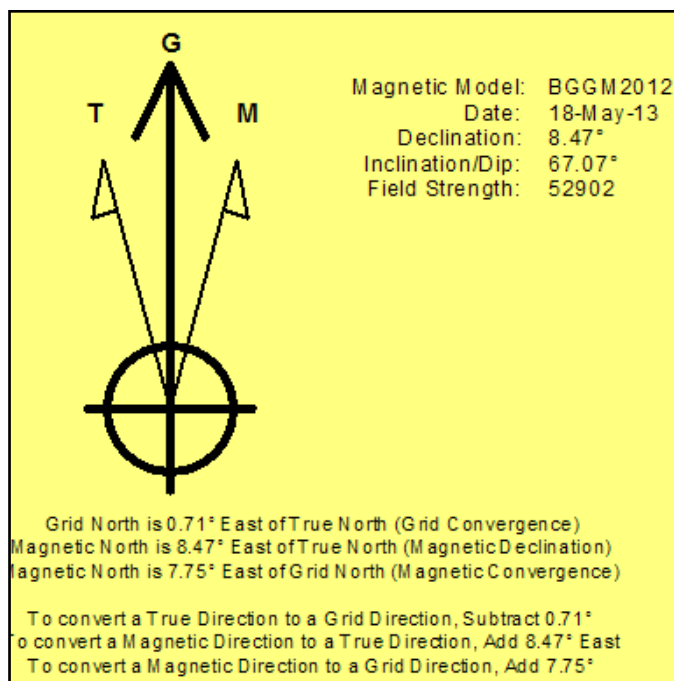 G
T
M
Magnetic Model: BGGM2012
Date: 18-May-13
Declination: 8.47°
Inclination/Dip: 67.07°
Field Strength: 52902
Grid North is 0.71° East of True North (Grid Convergence)
Magnetic North is 8.47° East of True North (Magnetic Declination)
Magnetic North is 7.75° East of Grid North (Magnetic Convergence)
To convert a True Direction to a Grid Direction, Subtract 0.71°
To convert a Magnetic Direction to a True Direction, Add 8.47° East
To convert a Magnetic Direction to a Grid Direction, Add 7.75°